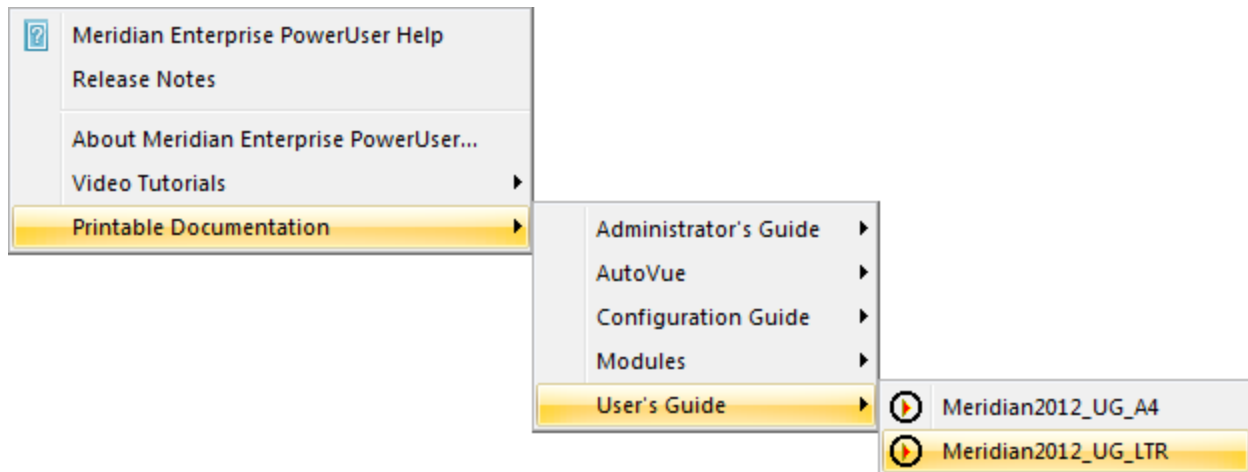 Meridian Enterprise PowerUser Help
Release Notes
About Meridian Enterprise PowerUser...
Video Tutorials
Printable Documentation
Administrator's Guide
AutoVue
Configuration Guide
Modules
User's Guide
Meridian2012_UG_A4
Meridian2012_UG_LTR